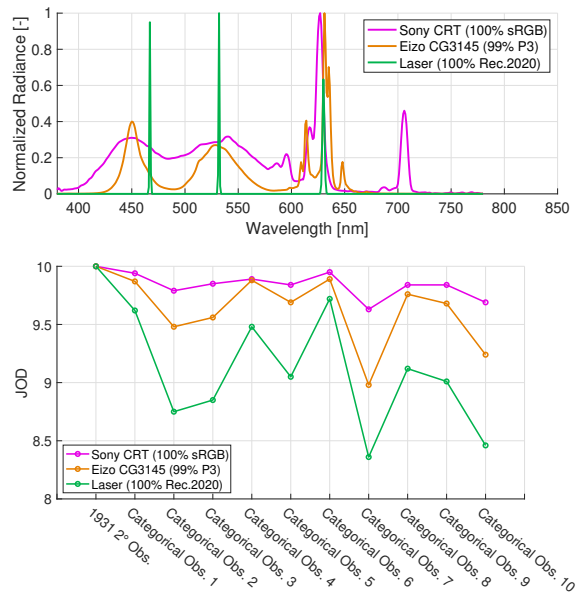 Normalized Radiance [-]
1
0.8
0.6
0.4
0.2
0
Sony CRT (100% sRGB)
Eizo CG3145 (99% P3)
Laser (100% Rec.2020)
400 450 500 550 600 650 700 750 800 850
Wavelength [nm]
JOD
10
9.5
9
8.5
8
Sony CRT (100% sRGB)
Eizo CG3145 (99% P3)
Laser (100% Rec.2020)
1931 2° Obs.
Categorical Obs. 1
Categorical Obs. 2
Categorical Obs. 3
Categorical Obs. 4
Categorical Obs. 5
Categorical Obs. 6
Categorical Obs. 7
Categorical Obs. 8
Categorical Obs. 9
Categorical Obs. 10